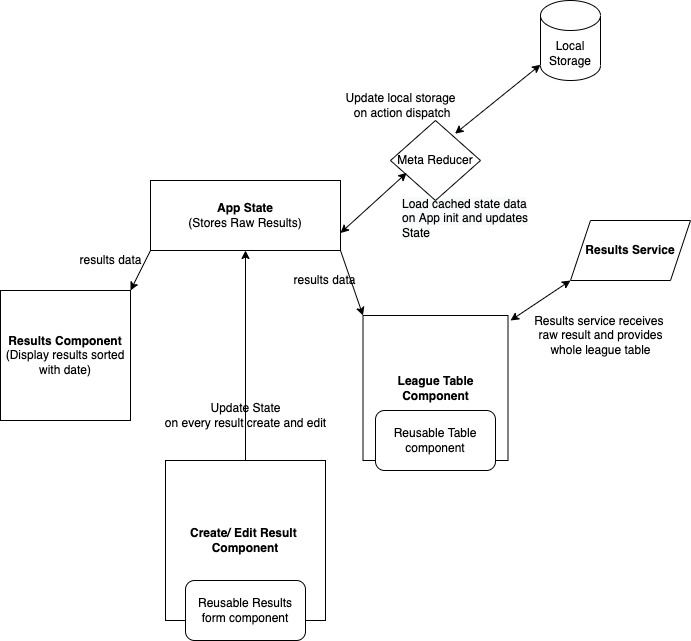 Local
Storage
Update local storage
on action dispatch
Meta Reducer
Load cached state data
on App init and updates
State
App State
(Stores Raw Results)
Results Service
results data
results data
Results service receives
raw result and provides
whole league table
Results Component
(Display results sorted
with date)
League Table
Component
Reusable Table
component
Update State
on every result create and edit
Create/ Edit Result
Component
Reusable Results
form component